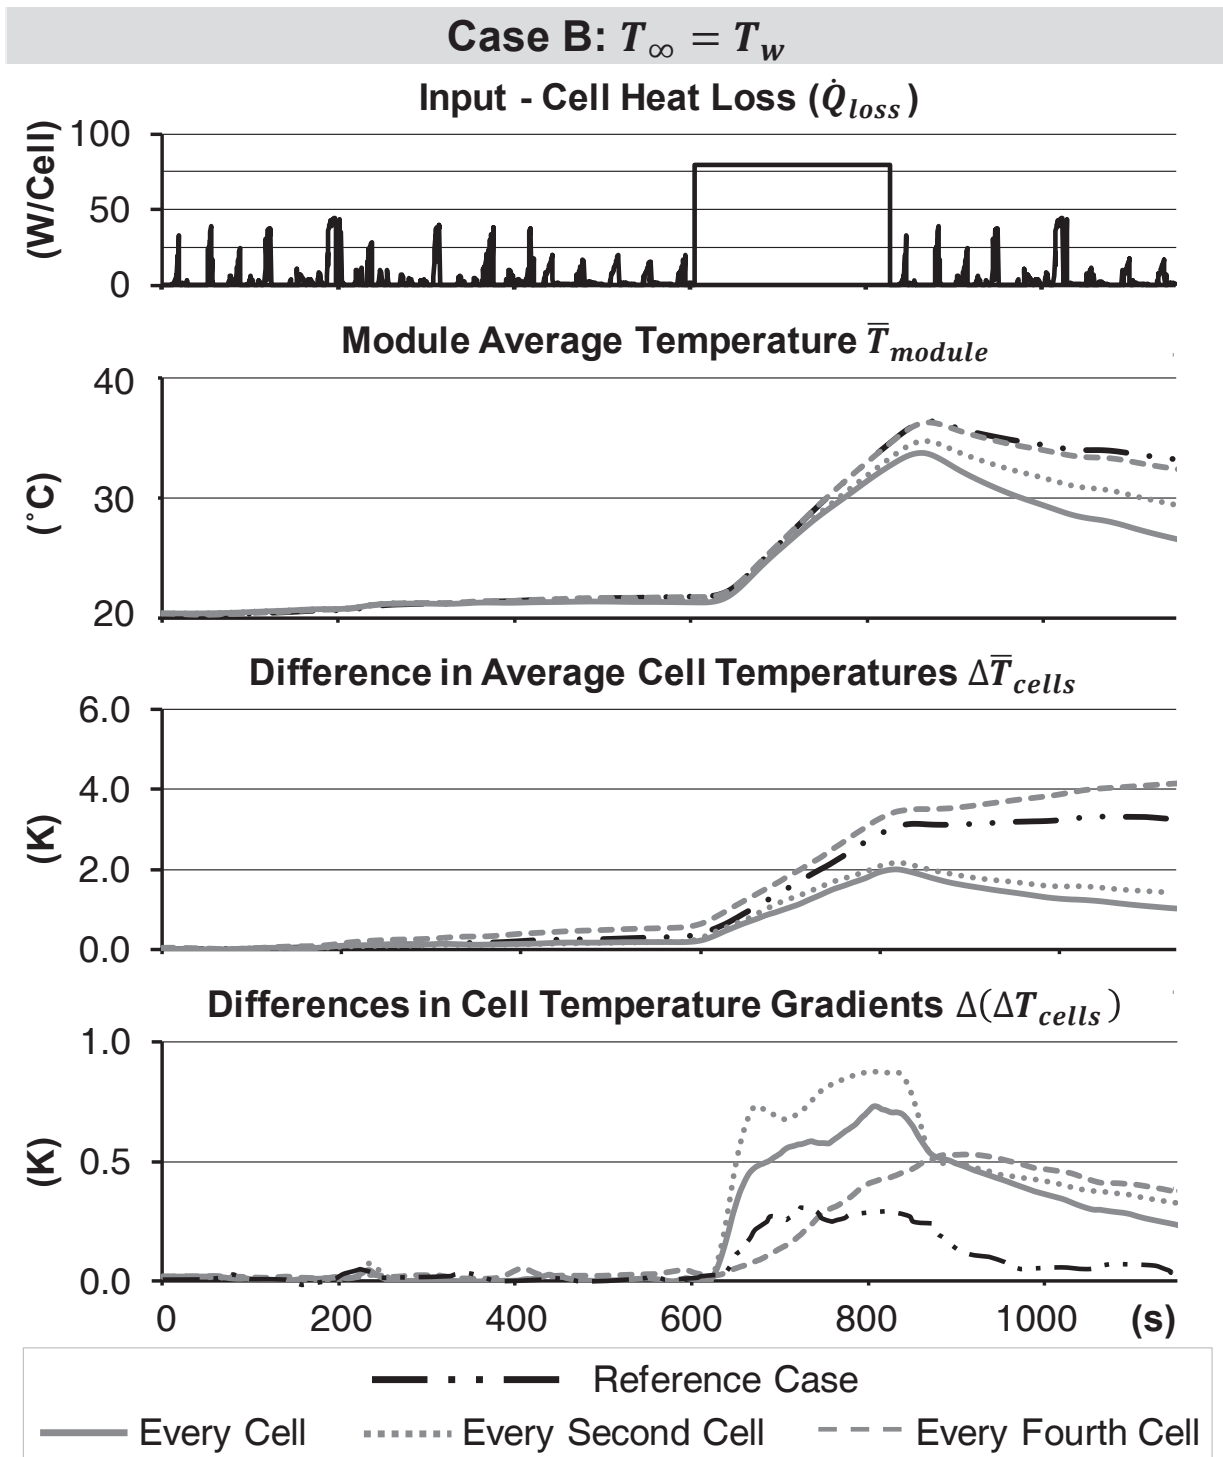 Case B: T∞ = Tw
Input - Cell Heat Loss (Q̇loss)
(W/Cell)
100
50
0
Module Average Temperature T̅module
(˚C)
40
30
20
Difference in Average Cell Temperatures ΔT̅cells
(K)
6.0
4.0
2.0
0.0
Differences in Cell Temperature Gradients Δ(ΔTcells)
(K)
1.0
0.5
0.0
0 200 400 600 800 1000 (s)
Reference Case
Every Cell Every Second Cell Every Fourth Cell